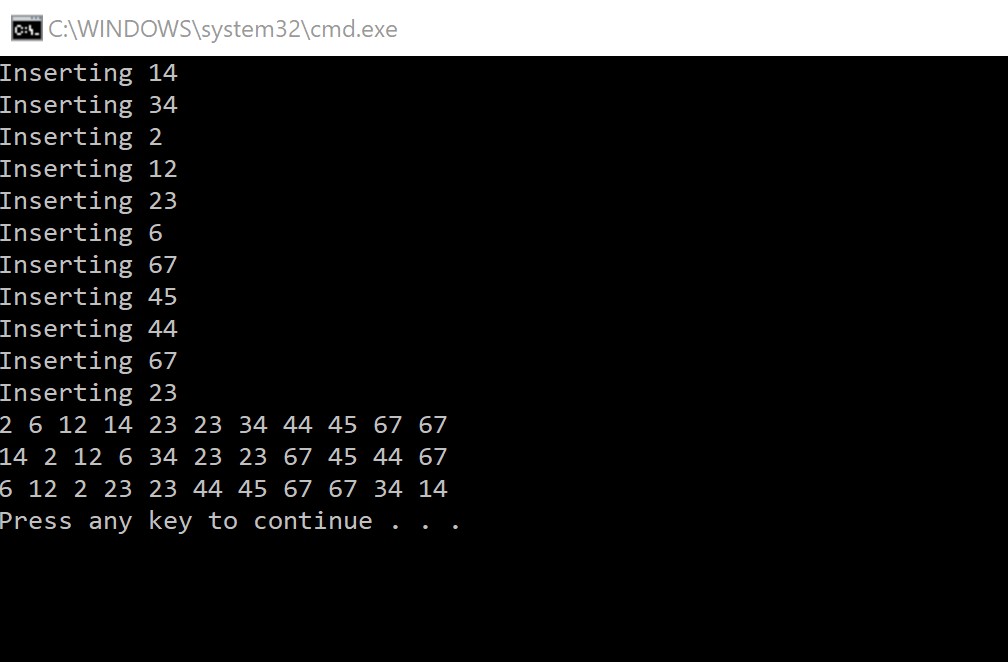 C:\WINDOWS\system32\cmd.exe
Inserting 14
Inserting 34
Inserting 2
Inserting 12
Inserting 23
Inserting 6
Inserting 67
Inserting 45
Inserting 44
Inserting 67
Inserting 23
2 6 12 14 23 23 34 44 45 67 67
14 2 12 6 34 23 23 67 45 44 67
6 12 2 23 23 44 45 67 67 34 14
Press any key to continue . . .